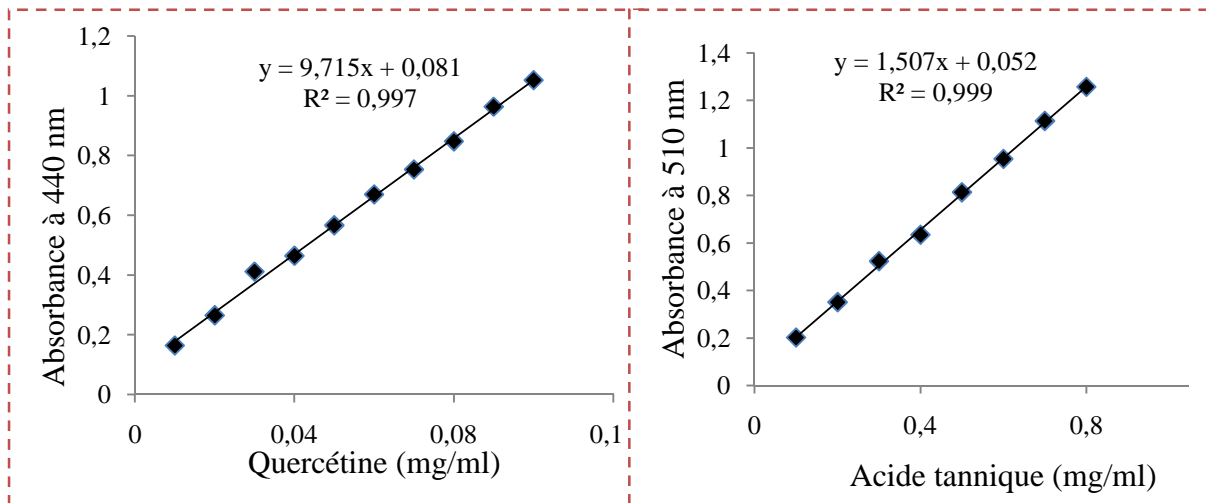 y = 9,715x + 0,081
R² = 0,997
Absorbance à 440 nm
1,2
1
0,8
0,6
0,4
0,2
0
0 0,04 0,08 0,1
Quercétine (mg/ml)
y = 1,507x + 0,052
R² = 0,999
Absorbance à 510 nm
1,4
1,2
1
0,8
0,6
0,4
0,2
0
0 0,4 0,8
Acide tannique (mg/ml)